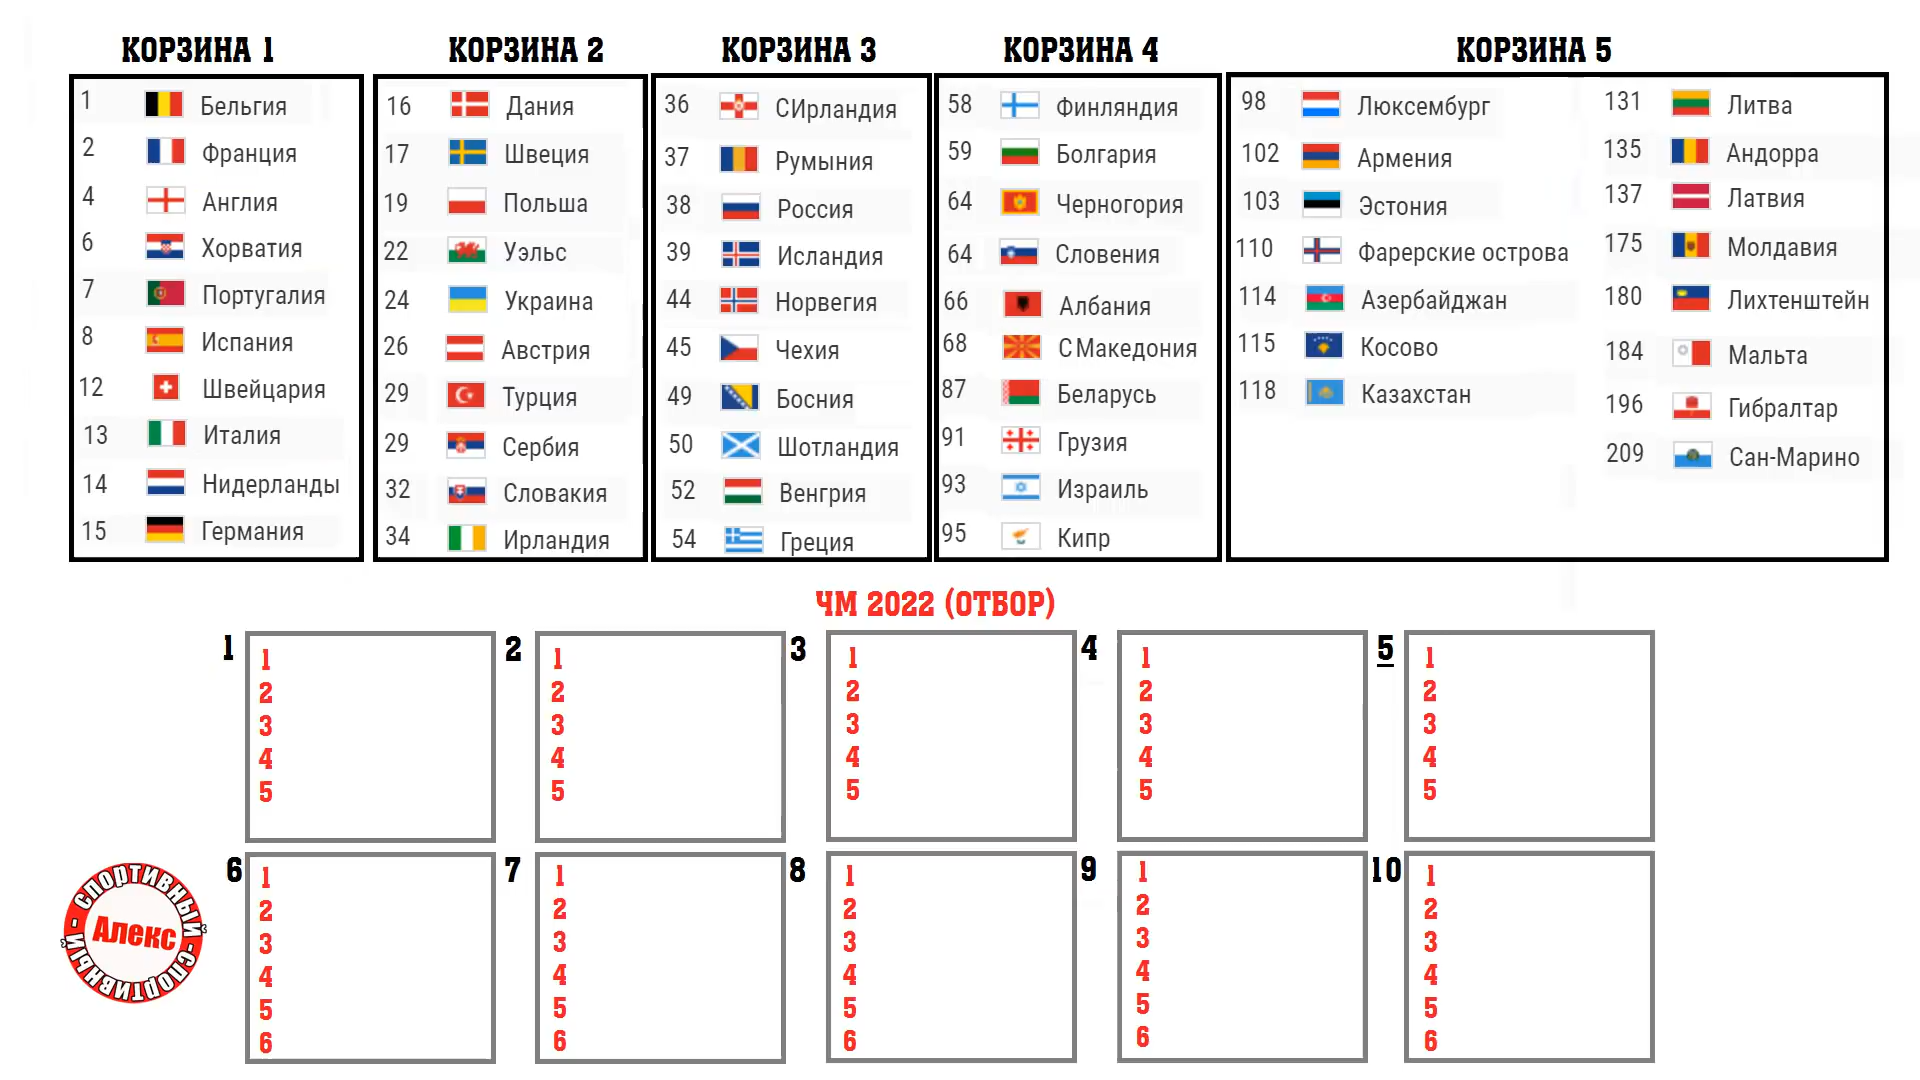 КОРЗИНА 1
1 Бельгия
2 Франция
4 Англия
6 Хорватия
7 Португалия
8 Испания
12 Швейцария
13 Италия
14 Нидерланды
15 Германия
КОРЗИНА 2
16 Дания
17 Швеция
19 Польша
22 Уэльс
24 Украина
26 Австрия
29 Турция
29 Сербия
32 Словакия
34 Ирландия
КОРЗИНА 3
36 СИрландия
37 Румыния
38 Россия
39 Исландия
44 Норвегия
45 Чехия
49 Босния
50 Шотландия
52 Венгрия
54 Греция
КОРЗИНА 4
58 Финляндия
59 Болгария
64 Черногория
64 Словения
66 Албания
68 СМакедония
87 Беларусь
91 Грузия
93 Израиль
95 Кипр
КОРЗИНА 5
98 Люксембург
102 Армения
103 Эстония
110 Фарерские острова
114 Азербайджан
115 Косово
118 Казахстан
131 Литва
135 Андорра
137 Латвия
175 Молдавия
180 Лихтенштейн
184 Мальта
196 Гибралтар
209 Сан-Марино
ЧМ 2022 (ОТБОР)
1
1
2
3
4
5
2
1
2
3
4
5
3
1
2
3
4
5
4
1
2
3
4
5
5
1
2
3
4
5
6
1
2
3
4
5
6
7
1
2
3
4
5
6
8
1
2
3
4
5
6
9
1
2
3
4
5
6
10
1
2
3
4
5
6
- СПОРТИВНЫЙ - СПОРТИВНЫЙ
Алекс